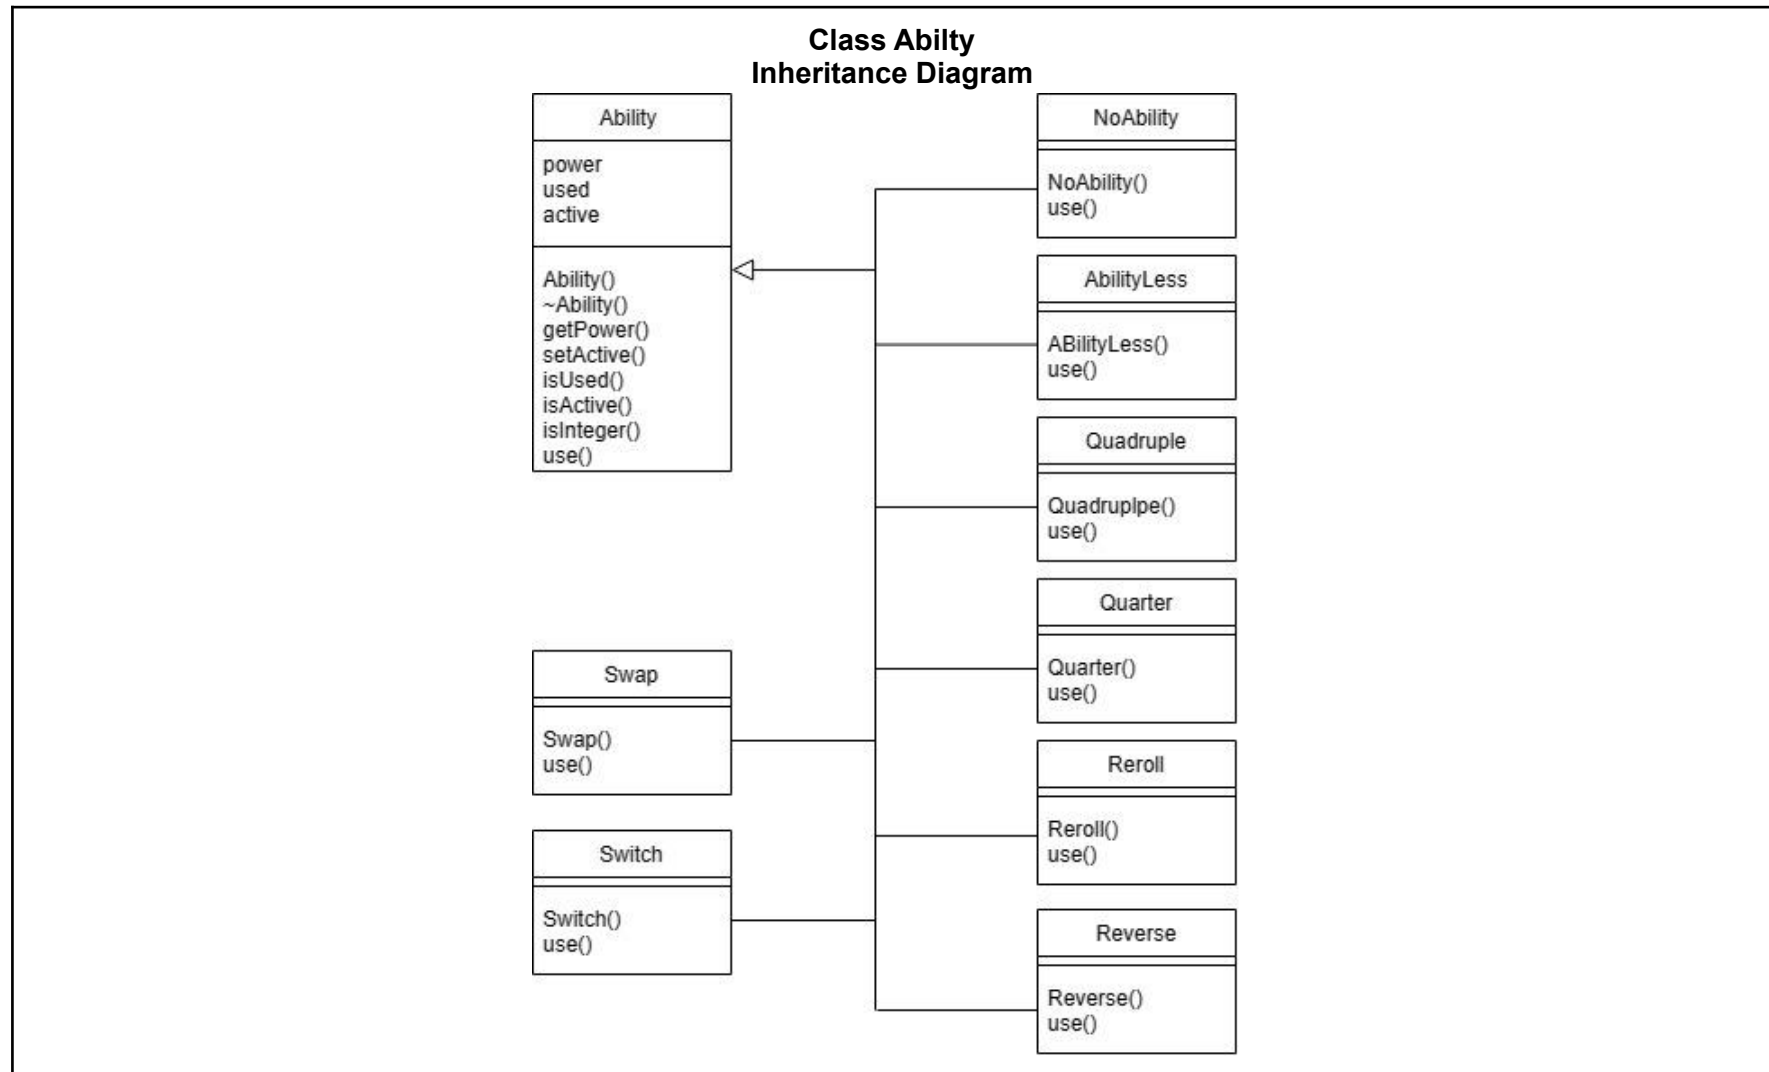 Class Abilty
Inheritance Diagram
Ability
power
used
active
Ability()
~Ability()
getPower()
setActive()
isUsed()
isActive()
isInteger()
use()
Swap
Swap()
use()
Switch
Switch()
use()
NoAbility
NoAbility()
use()
AbilityLess
ABilityLess()
use()
Quadruple
Quadruplpe()
use()
Quarter
Quarter()
use()
Reroll
Reroll()
use()
Reverse
Reverse()
use()